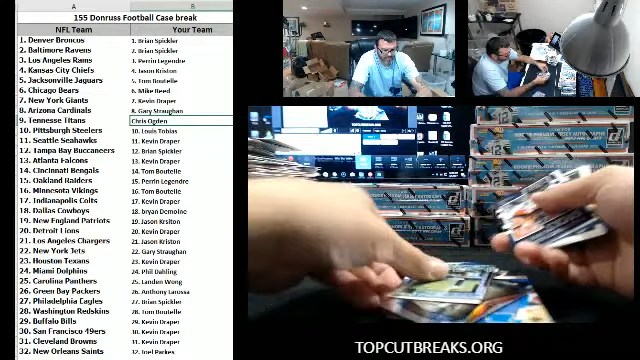 A B
155 Donruss Football Case break
NFL Team Your Team
1. Denver Broncos 1. Brian Spickler
2. Baltimore Ravens 2. Brian Spickler
3. Los Angeles Rams 3. Perrin Legendre
4. Kansas City Chiefs 4. Jason Kriston
5. Jacksonville Jaguars 5. Tom Boutelle
6. Chicago Bears 6. Mike Reed
7. New York Giants 7. Kevin Draper
8. Arizona Cardinals 8. Gary Straughan
9. Tennessee Titans Chris Ogden
10. Pittsburgh Steelers 10. Louis Tobias
11. Seattle Seahawks 11. Kevin Draper
12. Tampa Bay Buccaneers 12. Brian Spickler
13. Atlanta Falcons 13. Kevin Draper
14. Cincinnati Bengals 14. Tom Boutelle
15. Oakland Raiders 15. Perrin Legendre
16. Minnesota Vikings 16. Tom Boutelle
17. Indianapolis Colts 17. Kevin Draper
18. Dallas Cowboys 18. bryan Demoine
19. New England Patriots 19. Jason Kriston
20. Detroit Lions 20. Kevin Draper
21. Los Angeles Chargers 21. Jason Kriston
22. New York Jets 22. Gary Straughan
23. Houston Texans 23. Kevin Draper
24. Miami Dolphins 24. Phil Dahling
25. Carolina Panthers 25. Landen Wong
26. Green Bay Packers 26. Anthony Larossa
27. Philadelphia Eagles 27. Brian Spickler
28. Washington Redskins 28. Tom Boutelle
29. Buffalo Bills 29. Kevin Draper
30. San Francisco 49ers 30. Kevin Draper
31. Cleveland Browns 31. Kevin Draper
32. New Orleans Saints 32. Joel Parkes
TOPCUTBREAKS.ORG